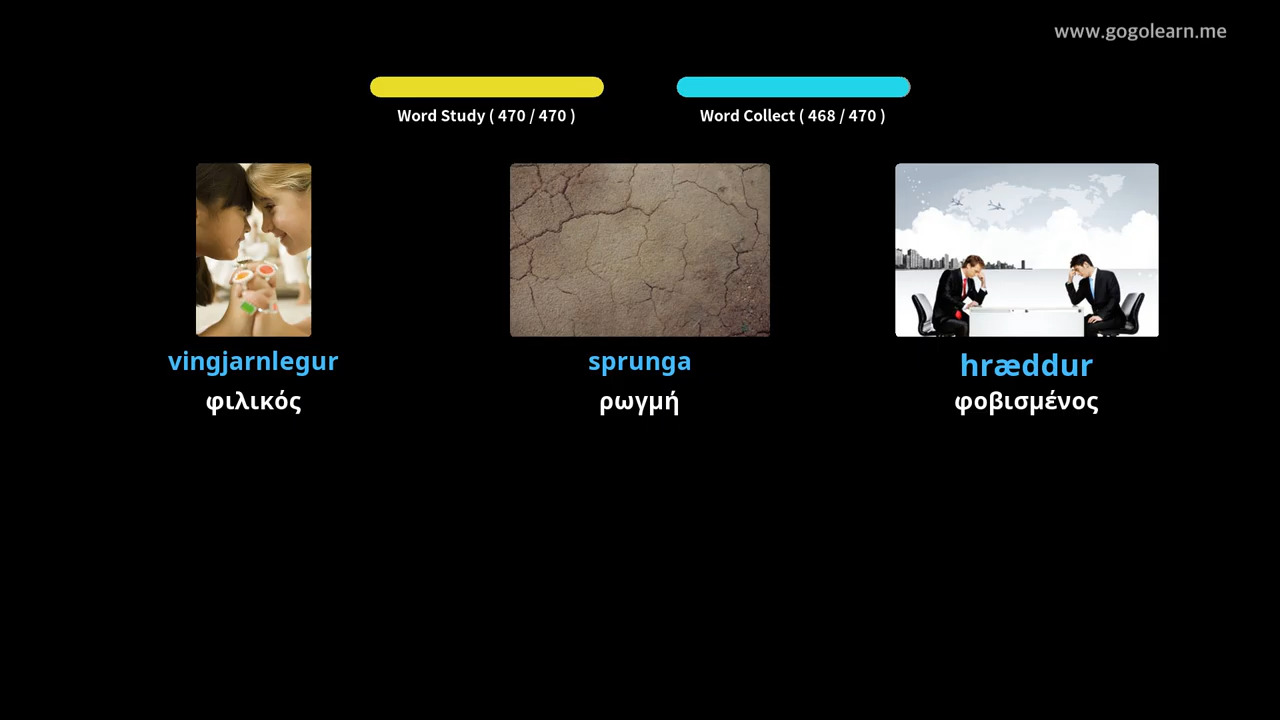 www.gogolearn.me
Word Study ( 470 / 470 )
Word Collect ( 468 / 470 )
vingjarnlegur
sprunga
hræddur
φιλικός
ρωγμή
φοβισμένος